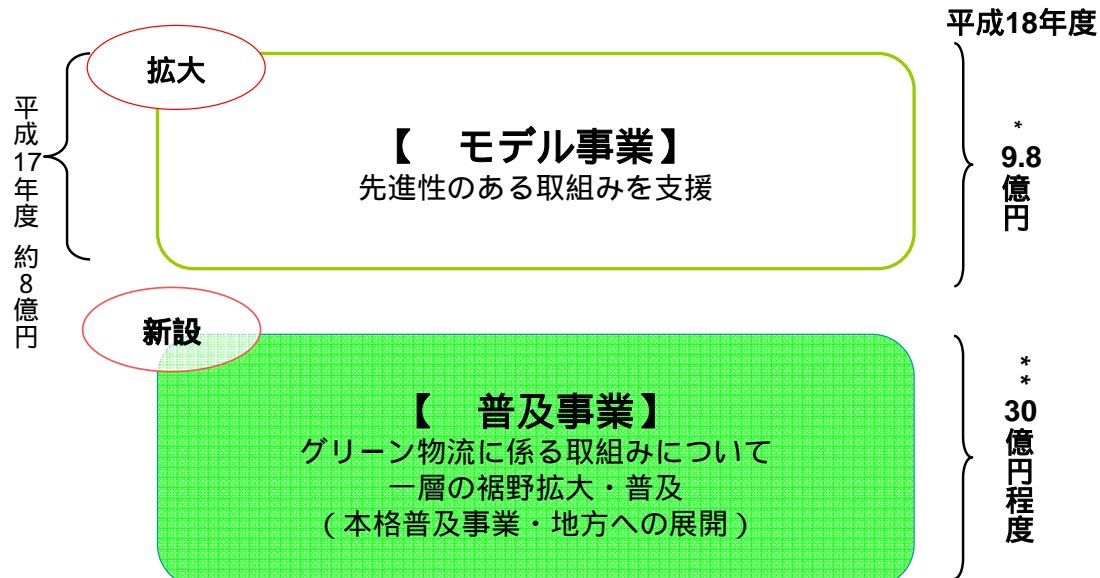 平成18年度
拡大
平成17年度 約8億円
【　モデル事業】
先進性のある取組みを支援
*
9.8億円
新設
【　普及事業】
グリーン物流に係る取組みについて
一層の裾野拡大・普及
(本格普及事業・地方への展開)
**
30億円程度